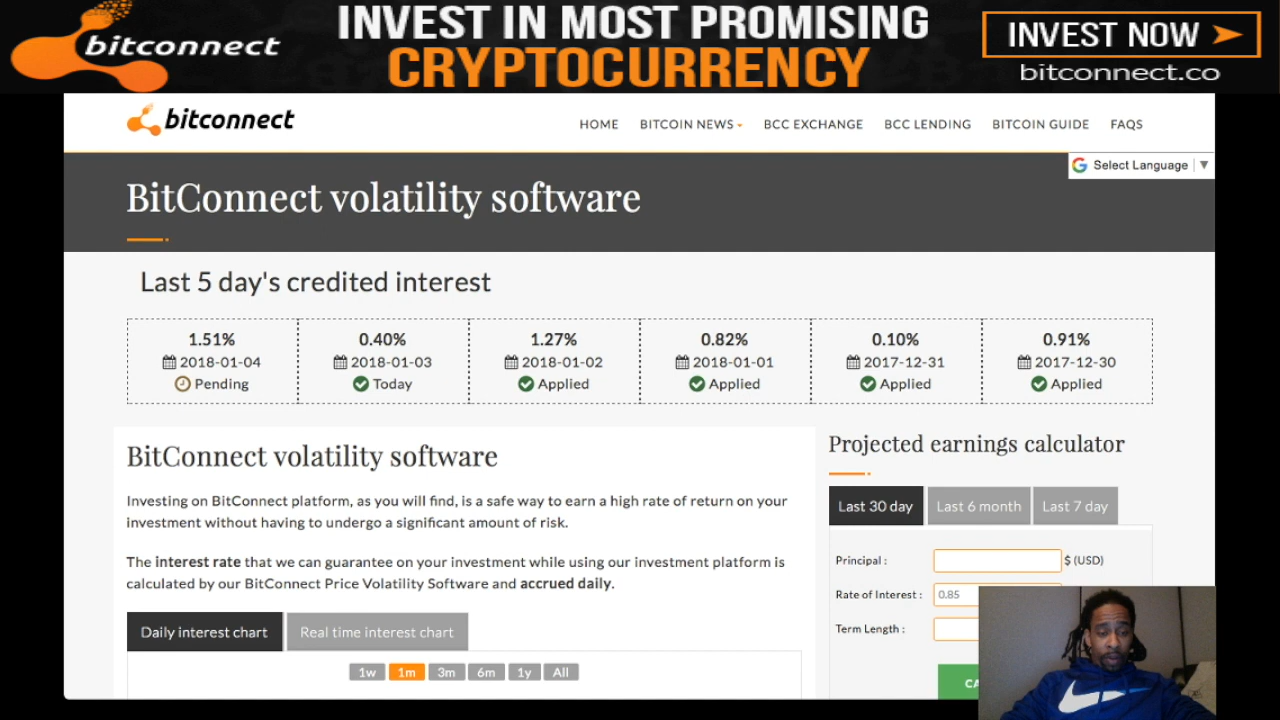 bitconnect
INVEST IN MOST PROMISING
CRYPTOCURRENCY
INVEST NOW
bitconnect.co
bitconnect
HOME BITCOIN NEWS BCC EXCHANGE BCC LENDING BITCOIN GUIDE FAQS
Select Language
BitConnect volatility software
Last 5 day's credited interest
1.51% 0.40% 1.27% 0.82% 0.10% 0.91%
2018-01-04 2018-01-03 2018-01-02 2018-01-01 2017-12-31 2017-12-30
Pending Today Applied Applied Applied Applied
BitConnect volatility software
Investing on BitConnect platform, as you will find, is a safe way to earn a high rate of return on your
investment without having to undergo a significant amount of risk.
The interest rate that we can guarantee on your investment while using our investment platform is
calculated by our BitConnect Price Volatility Software and accrued daily.
Daily interest chart Real time interest chart
1w 1m 3m 6m 1y All
Projected earnings calculator
Last 30 day Last 6 month Last 7 day
Principal : $ (USD)
Rate of Interest : 0.85
Term Length :